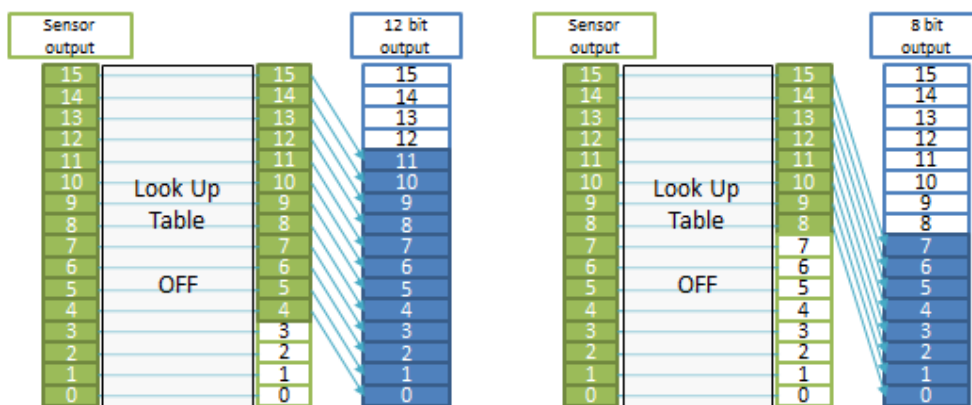 Sensor
output
12 bit
output
15 15 15
14 14 14
13 13 13
12 12 12
11 11 11
10 10 10
9 9 9
8 8 8
7 7 7
6 6 6
5 5 5
4 4 4
3 3 3
2 2 2
1 1 1
0 0 0
Look Up
Table
OFF
Sensor
output
8 bit
output
15 15 15
14 14 14
13 13 13
12 12 12
11 11 11
10 10 10
9 9 9
8 8 8
7 7 7
6 6 6
5 5 5
4 4 4
3 3 3
2 2 2
1 1 1
0 0 0
Look Up
Table
OFF